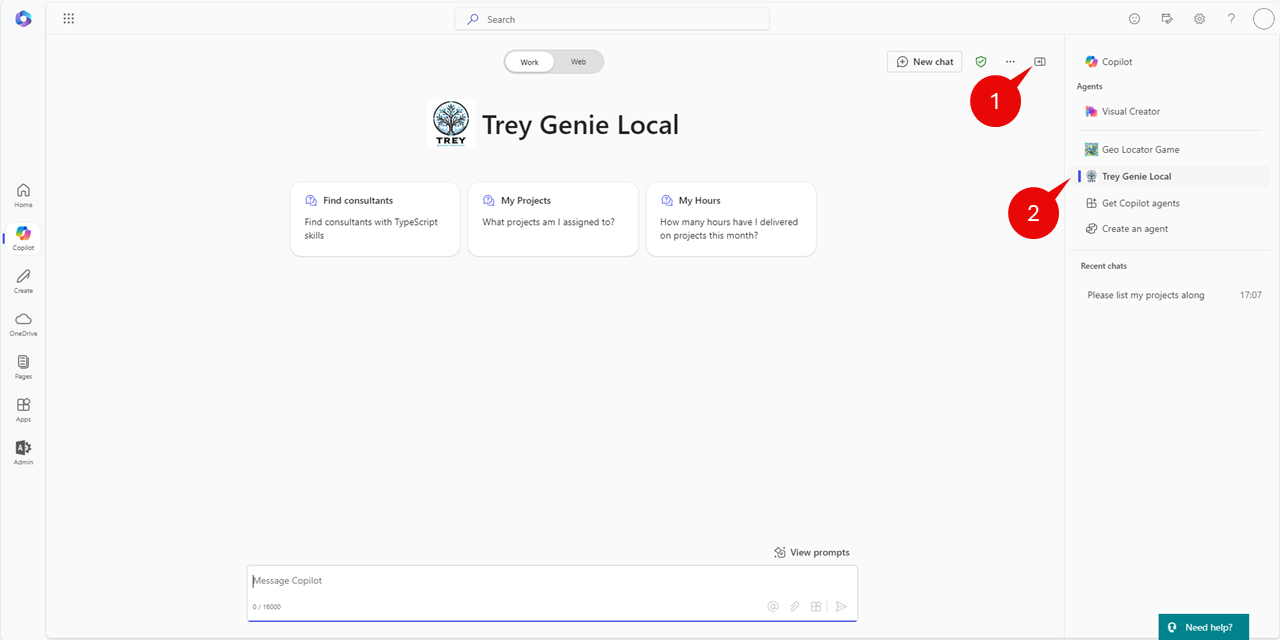 Search
Work
Web
New chat
1
Copilot
Agents
Visual Creator
TREY
Trey Genie Local
Geo Locator Game
Trey Genie Local
2
Get Copilot agents
Create an agent
Find consultants
Find consultants with TypeScript
skills
My Projects
What projects am I assigned to?
My Hours
How many hours have I delivered
on projects this month?
Recent chats
Please list my projects along
17:07
Home
Copilot
Create
OneDrive
Pages
Apps
Admin
View prompts
Message Copilot
0 / 16000
Need help?